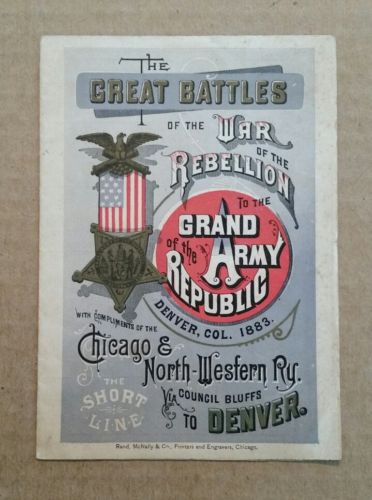 The
GREAT BATTLES
OF THE WAR
OF THE
REBELLION
TO THE
GRAND
of the ARMY
REPUBLIC
DENVER, COL. 1883.
WITH COMPLIMENTS OF THE
Chicago &
North-Western Ry.
THE
SHORT
LINE
VIA COUNCIL BLUFFS
TO DENVER.
Rand, McNally & Co., Printers and Engravers, Chicago.